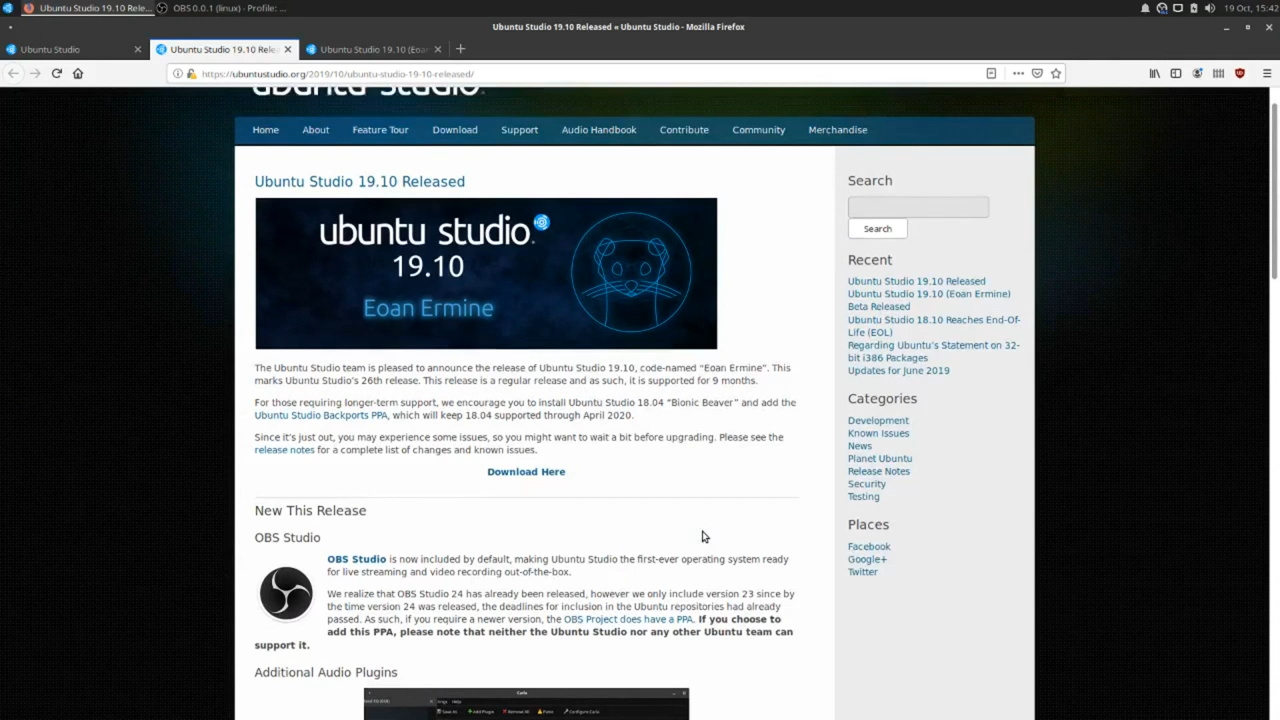 Ubuntu Studio 19.10 Rele...
OBS 0.0.1 (linux) - Profile: ...
19 Oct, 15:42
Ubuntu Studio 19.10 Released « Ubuntu Studio - Mozilla Firefox
Ubuntu Studio
Ubuntu Studio 19.10 Rele
Ubuntu Studio 19.10 (Eoa
https://ubuntustudio.org/2019/10/ubuntu-studio-19-10-released/
ubuntu studio
Home About Feature Tour Download Support Audio Handbook Contribute Community Merchandise
Ubuntu Studio 19.10 Released
ubuntu studio
19.10
Eoan Ermine
The Ubuntu Studio team is pleased to announce the release of Ubuntu Studio 19.10, code-named “Eoan Ermine”. This
marks Ubuntu Studio’s 26th release. This release is a regular release and as such, it is supported for 9 months.
For those requiring longer-term support, we encourage you to install Ubuntu Studio 18.04 “Bionic Beaver” and add the
Ubuntu Studio Backports PPA, which will keep 18.04 supported through April 2020.
Since it’s just out, you may experience some issues, so you might want to wait a bit before upgrading. Please see the
release notes for a complete list of changes and known issues.
Download Here
New This Release
OBS Studio
OBS Studio is now included by default, making Ubuntu Studio the first-ever operating system ready
for live streaming and video recording out-of-the-box.
We realize that OBS Studio 24 has already been released, however we only include version 23 since by
the time version 24 was released, the deadlines for inclusion in the Ubuntu repositories had already
passed. As such, if you require a newer version, the OBS Project does have a PPA. If you choose to
add this PPA, please note that neither the Ubuntu Studio nor any other Ubuntu team can
support it.
Additional Audio Plugins
Carla
Help
Save As Add Plugin Remove All Panic Configure Carla
Search
Search
Recent
Ubuntu Studio 19.10 Released
Ubuntu Studio 19.10 (Eoan Ermine)
Beta Released
Ubuntu Studio 18.10 Reaches End-Of-
Life (EOL)
Regarding Ubuntu’s Statement on 32-
bit i386 Packages
Updates for June 2019
Categories
Development
Known Issues
News
Planet Ubuntu
Release Notes
Security
Testing
Places
Facebook
Google+
Twitter